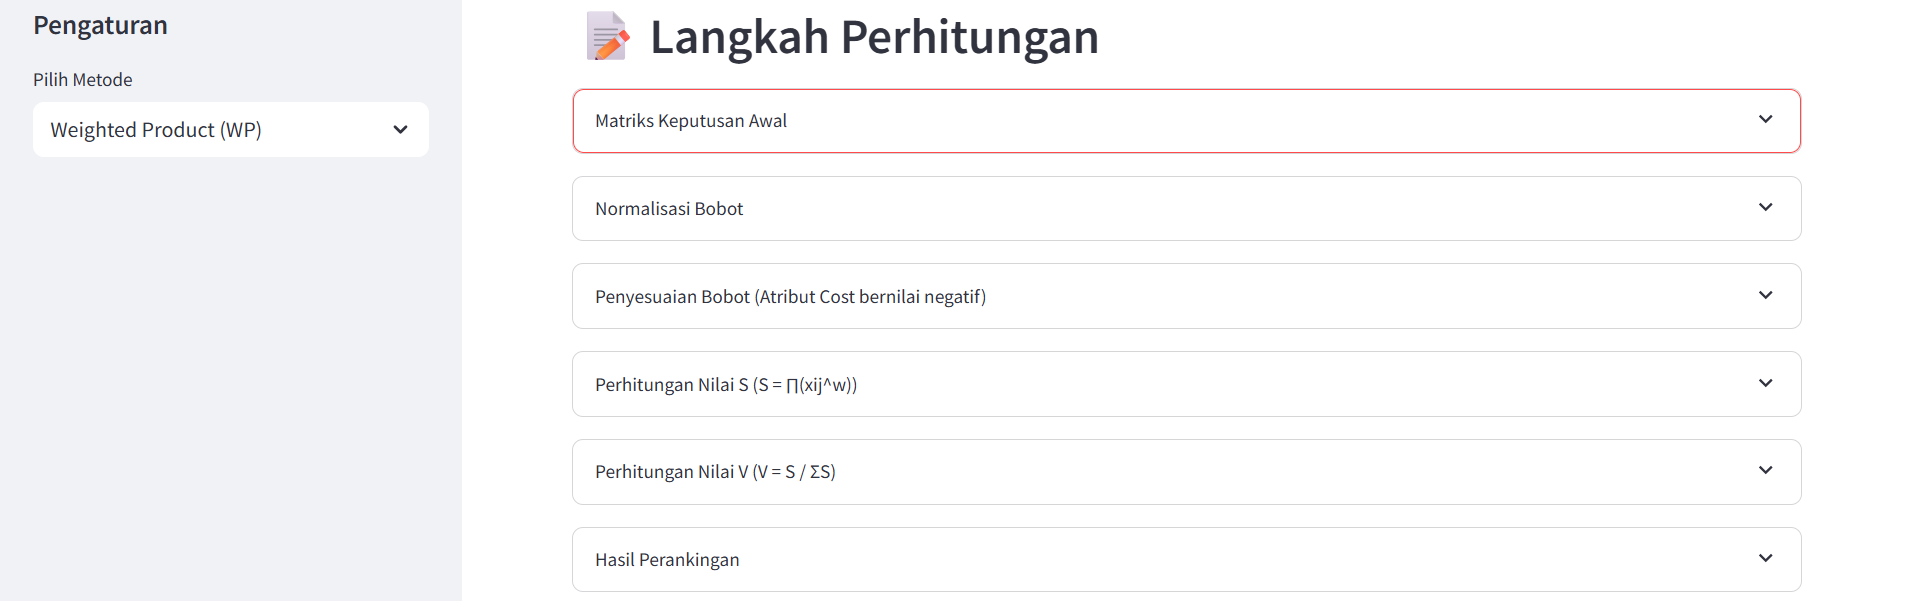 Pengaturan
Pilih Metode
Weighted Product (WP)
Langkah Perhitungan
Matriks Keputusan Awal
Normalisasi Bobot
Penyesuaian Bobot (Atribut Cost bernilai negatif)
Perhitungan Nilai S (S = ∏(xij^w))
Perhitungan Nilai V (V = S / ΣS)
Hasil Perankingan